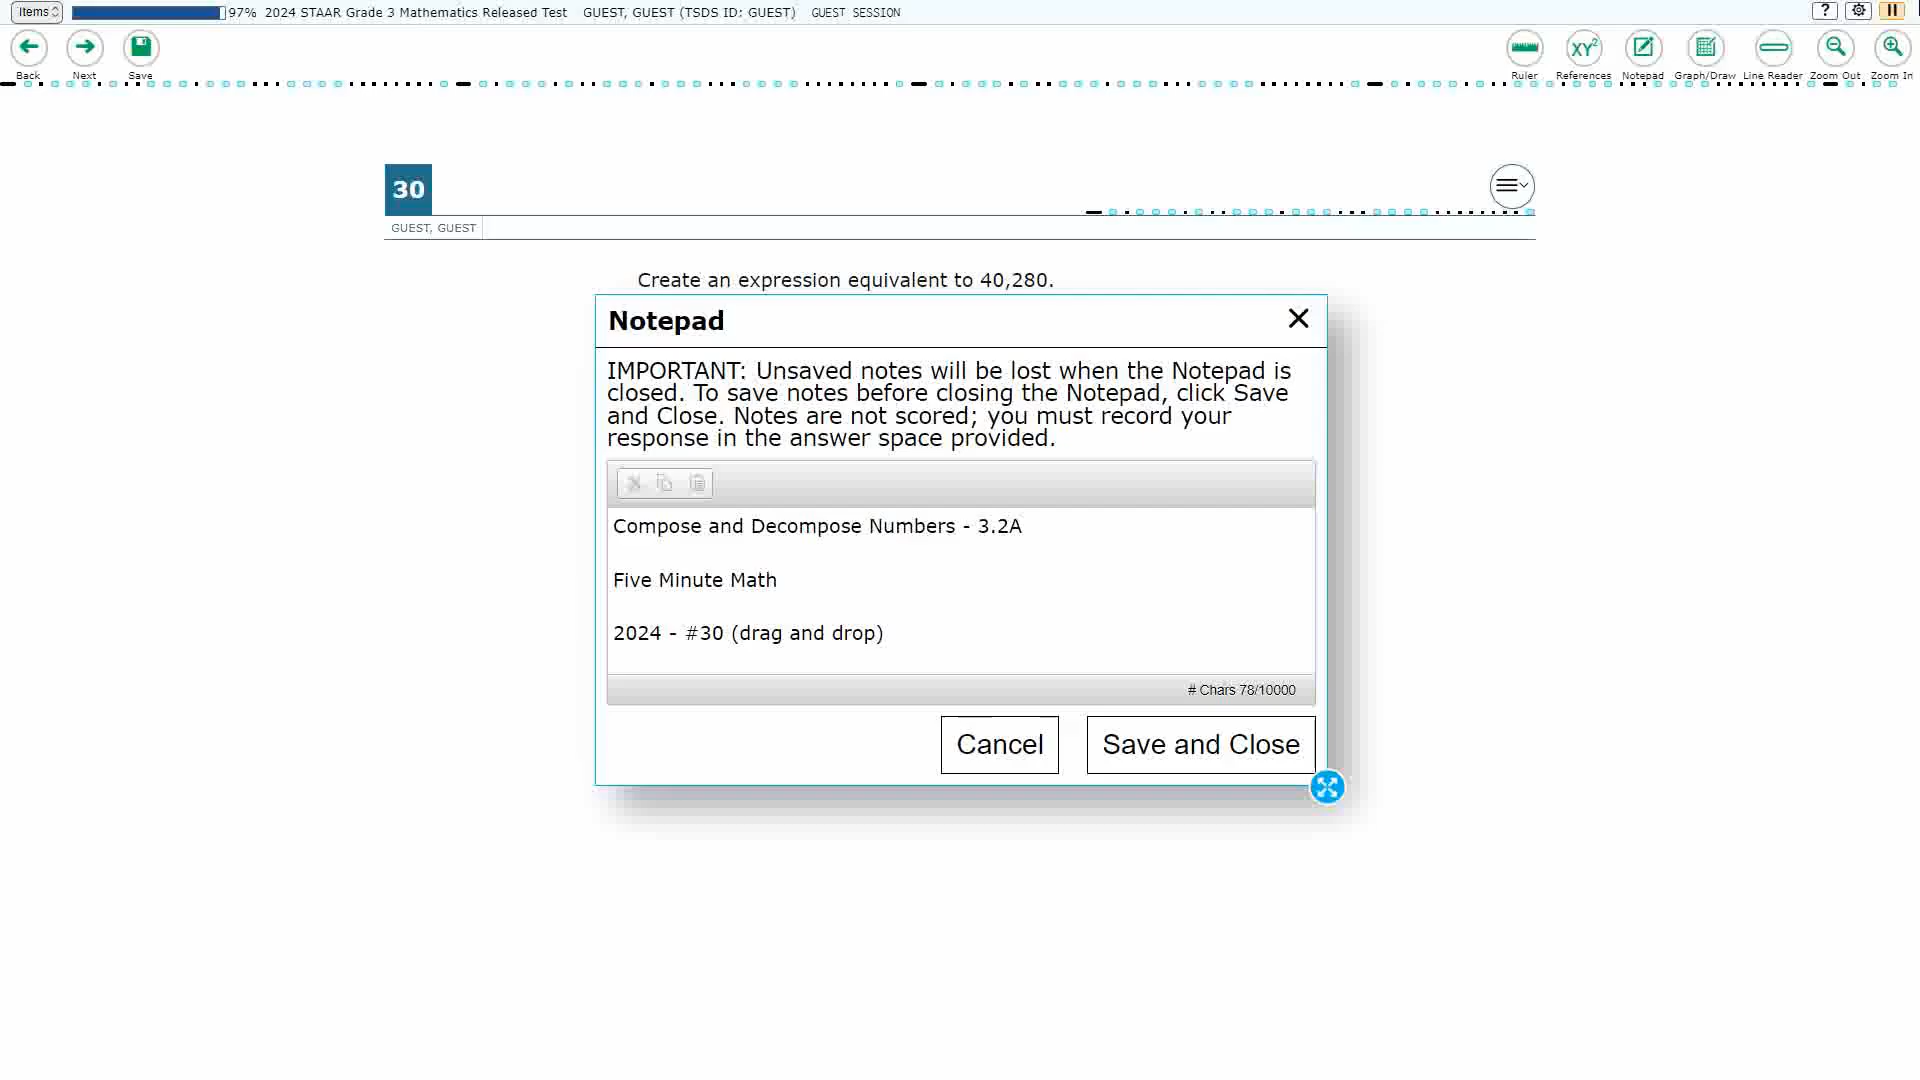 Items 97% 2024 STAAR Grade 3 Mathematics Released Test GUEST, GUEST (TSDS ID: GUEST) GUEST SESSION ?
Back Next Save XY² Ruler References Notepad Graph/Draw Line Reader Zoom Out Zoom In
30
GUEST, GUEST
Create an expression equivalent to 40,280.
Notepad
IMPORTANT: Unsaved notes will be lost when the Notepad is
closed. To save notes before closing the Notepad, click Save
and Close. Notes are not scored; you must record your
response in the answer space provided.
Compose and Decompose Numbers - 3.2A
Five Minute Math
2024 - #30 (drag and drop)
# Chars 78/10000
Cancel Save and Close